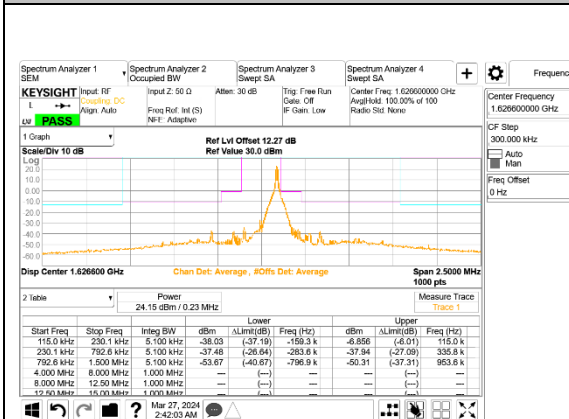 Spectrum Analyzer 1
SEM
Spectrum Analyzer 2
Occupied BW
Spectrum Analyzer 3
Swept SA
Spectrum Analyzer 4
Swept SA
+
Frequenc
KEYSIGHT
L
PASS
Input: RF
Coupling: DC
Align: Auto
Input Z: 50 Ω
Freq Ref: Int (S)
NFE: Adaptive
Atten: 30 dB
Trig: Free Run
Gate: Off
IF Gain: Low
Center Freq: 1.626600000 GHz
Avg|Hold: 100.00% of 100
Radio Std: None
Center Frequency
1.626600000 GHz
CF Step
300.000 kHz
Auto
Man
Freq Offset
0 Hz
1 Graph
Scale/Div 10 dB
Ref Lvl Offset 12.27 dB
Ref Value 30.0 dBm
Log
20.0
10.0
0.00
-10.0
-20.0
-30.0
-40.0
-50.0
-60.0
Disp Center 1.626600 GHz
Chan Det: Average , #Offs Det: Average
Span 2.5000 MHz
1000 pts
2 Table
Power
24.15 dBm / 0.23 MHz
Measure Trace
Trace 1
Lower Upper
Start Freq Stop Freq Integ BW dBm ΔLimit(dB) Freq (Hz) dBm ΔLimit(dB) Freq (Hz)
115.0 kHz 230.1 kHz 5.100 kHz -38.03 (-37.19) -159.3 k -6.856 (-6.01) 115.0 k
230.1 kHz 792.6 kHz 5.100 kHz -37.48 (-26.64) -283.6 k -37.94 (-27.09) 335.8 k
792.6 kHz 1.500 MHz 5.100 kHz -53.67 (-40.67) -796.9 k -50.31 (-37.31) 953.6 k
4.000 MHz 8.000 MHz 1.000 MHz --- (---) --- --- (---) ---
8.000 MHz 12.50 MHz 1.000 MHz --- (---) --- --- (---) ---
12.50 MHz 15.00 MHz 1.000 MHz --- (---) --- --- (---) ---
?
Mar 27, 2024
2:42:03 AM